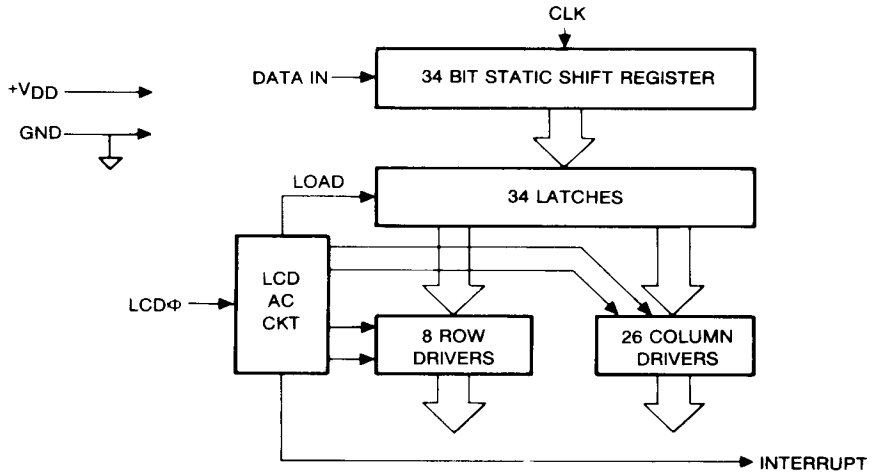 CLK
DATA IN
34 BIT STATIC SHIFT REGISTER
+VDD
GND
LOAD
34 LATCHES
LCDΦ
LCD
AC
CKT
8 ROW
DRIVERS
26 COLUMN
DRIVERS
INTERRUPT